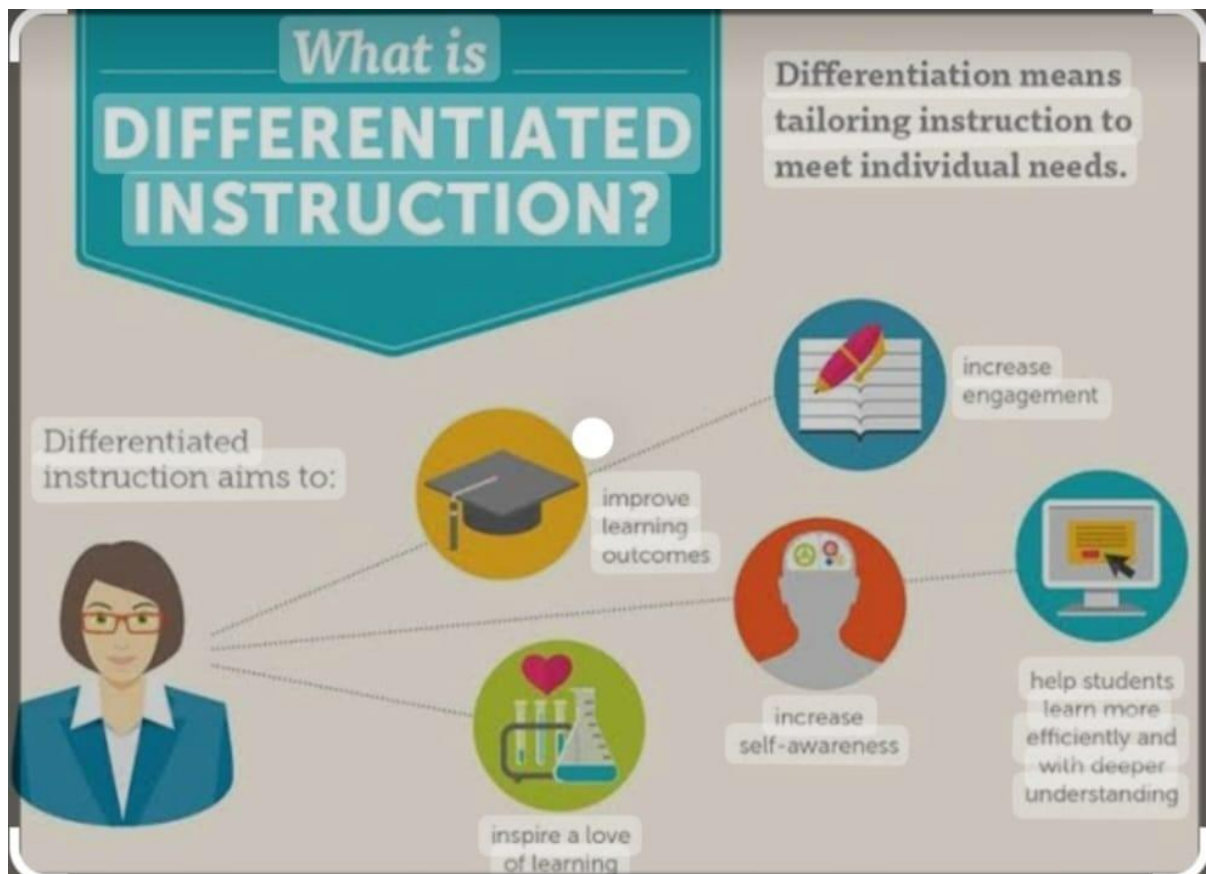 What is
DIFFERENTIATED
INSTRUCTION?
Differentiation means
tailoring instruction to
meet individual needs.
Differentiated
instruction aims to:
increase
engagement
improve
learning
outcomes
increase
self-awareness
help students
learn more
efficiently and
with deeper
understanding
inspire a love
of learning